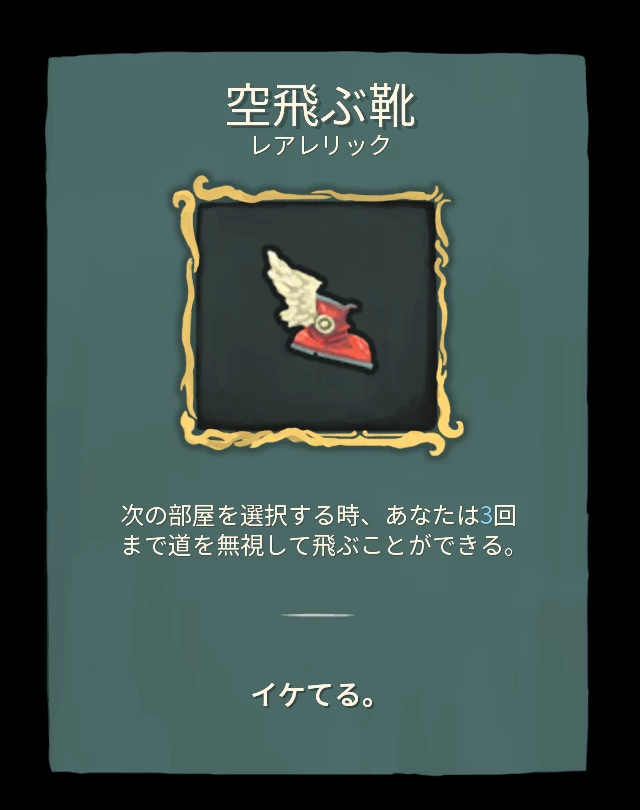 空飛ぶ靴
レアレリック
次の部屋を選択する時、あなたは3回
まで道を無視して飛ぶことができる。
イケてる。